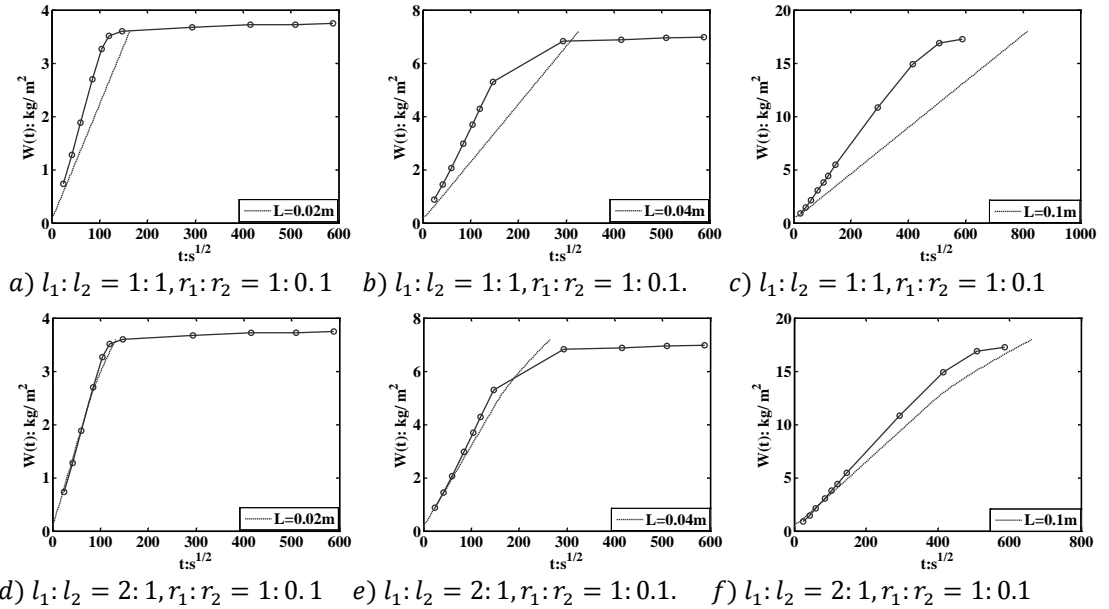 4
3
2
1
0
W(t): kg/ m²
0 100 200 300 400 500 600
t:s^1/2
L=0.02m
8
6
4
2
0
W(t): kg/ m²
0 100 200 300 400 500 600
t:s^1/2
L=0.04m
20
15
10
5
0
W(t): kg/ m²
0 200 400 600 800 1000
t:s^1/2
L=0.1m
a) l₁: l₂ = 1: 1, r₁: r₂ = 1: 0.1
b) l₁: l₂ = 1: 1, r₁: r₂ = 1: 0.1.
c) l₁: l₂ = 1: 1, r₁: r₂ = 1: 0.1
4
3
2
1
0
W(t): kg/ m²
0 100 200 300 400 500 600
t:s^1/2
L=0.02m
8
6
4
2
0
W(t): kg/ m²
0 100 200 300 400 500 600
t:s^1/2
L=0.04m
20
15
10
5
0
W(t): kg/ m²
0 200 400 600 800
t:s^1/2
L=0.1m
d) l₁: l₂ = 2: 1, r₁: r₂ = 1: 0.1
e) l₁: l₂ = 2: 1, r₁: r₂ = 1: 0.1.
f) l₁: l₂ = 2: 1, r₁: r₂ = 1: 0.1